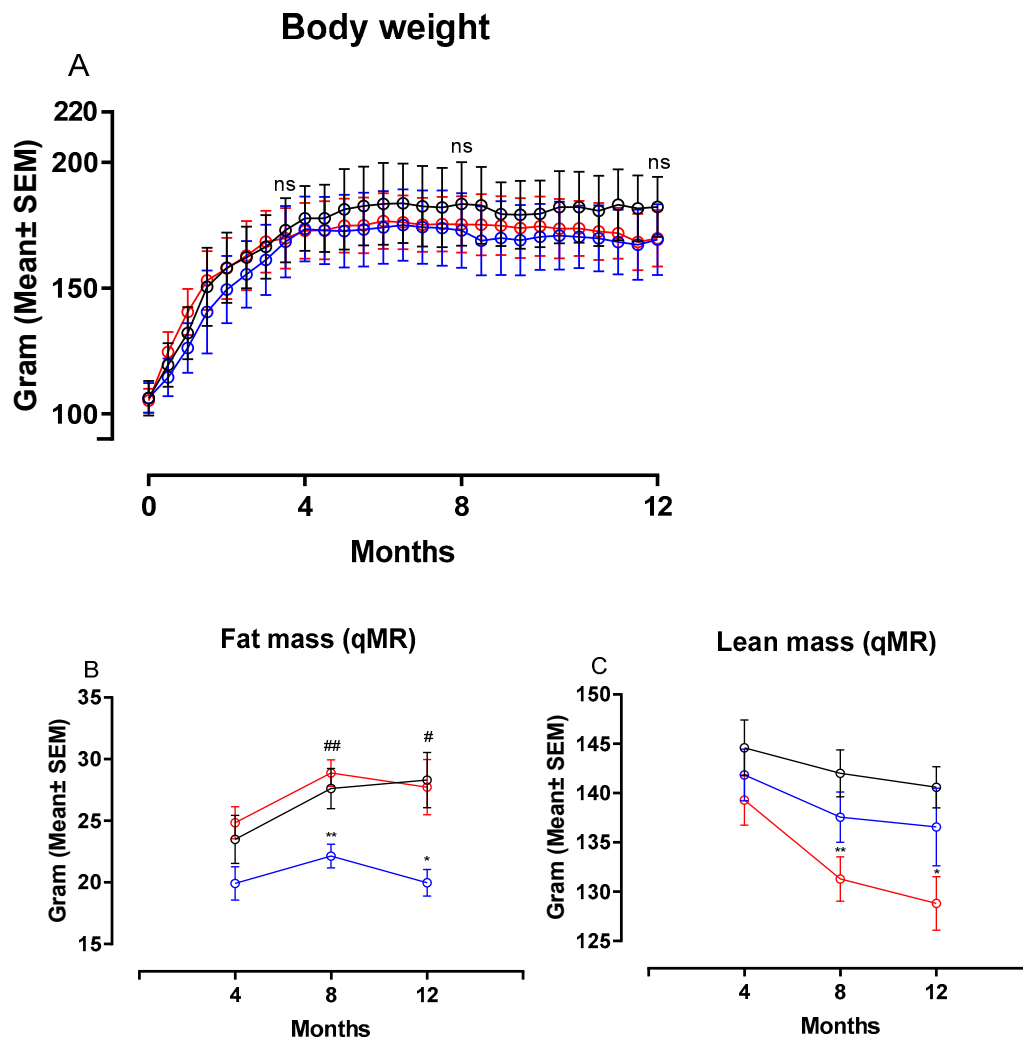 Body weight
A
220
200
150
100
Gram (Mean± SEM)
ns
ns
ns
0 4 8 12
Months
Fat mass (qMR)
B
35
30
25
20
15
Gram (Mean± SEM)
##
#
**
*
4 8 12
Months
Lean mass (qMR)
C
150
145
140
135
130
125
Gram (Mean± SEM)
**
*
4 8 12
Months